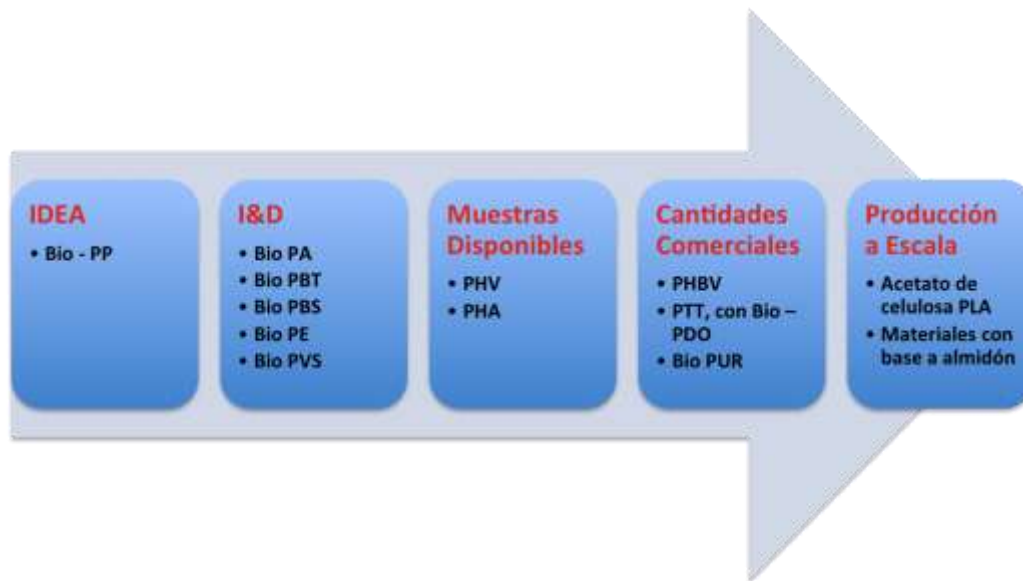 IDEA
• Bio - PP
I&D
• Bio PA
• Bio PBT
• Bio PBS
• Bio PE
• Bio PVS
Muestras
Disponibles
• PHV
• PHA
Cantidades
Comerciales
• PHBV
• PTT, con Bio –
PDO
• Bio PUR
Producción
a Escala
• Acetato de
celulosa PLA
• Materiales con
base a almidón